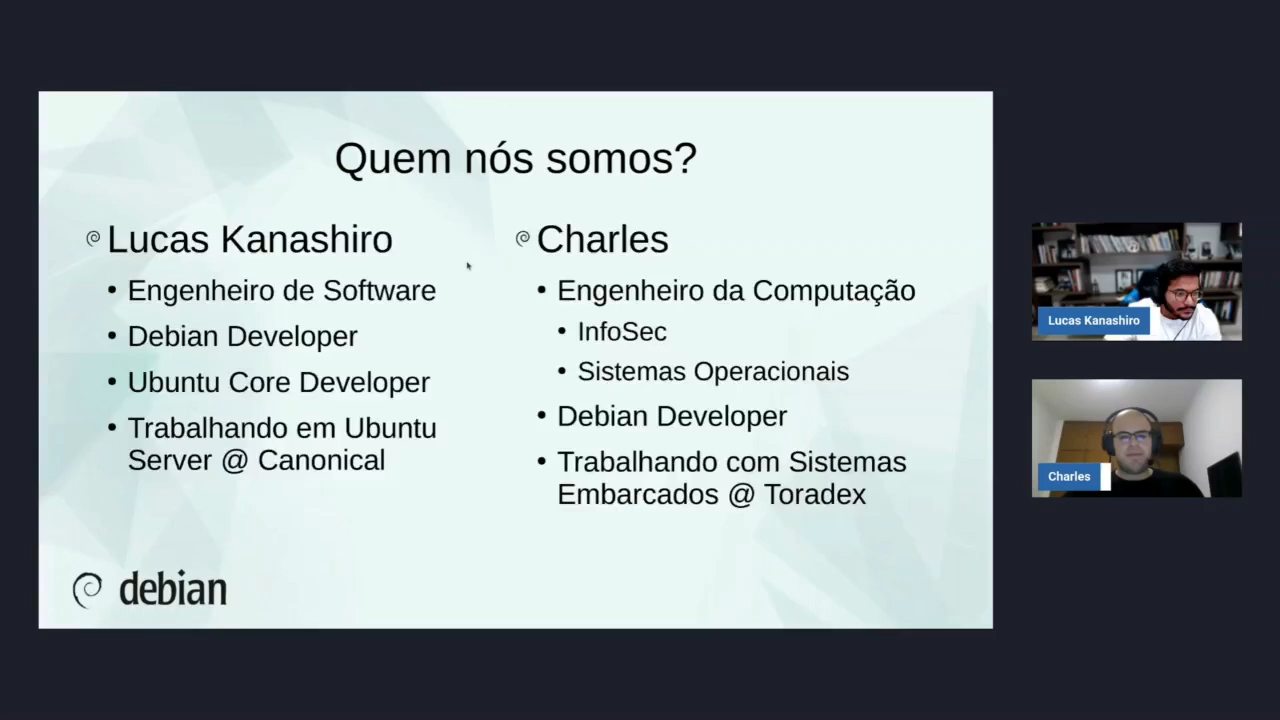 Quem nós somos?
Lucas Kanashiro
Engenheiro de Software
Debian Developer
Ubuntu Core Developer
Trabalhando em Ubuntu
Server @ Canonical
Charles
Engenheiro da Computação
InfoSec
Sistemas Operacionais
Debian Developer
Trabalhando com Sistemas
Embarcados @ Toradex
debian
Lucas Kanashiro
Charles